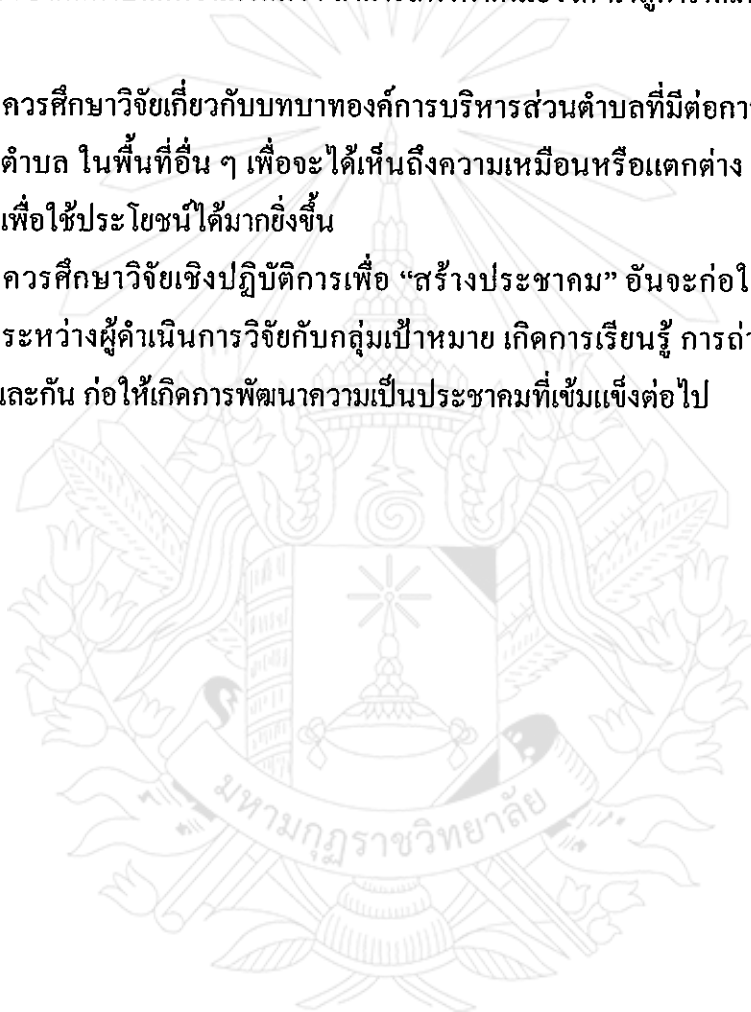 ควรศึกษาวิจัยเกี่ยวกับบทบาทองค์การบริหารส่วนตำบลที่มีต่อ
ตำบล ในพื้นที่อื่น ๆ เพื่อจะได้เห็นถึงความเหมือนหรือแตกต่าง
เพื่อใช้ประโยชน์ได้มากยิ่งขึ้น
ควรศึกษาวิจัยเชิงปฏิบัติการเพื่อ “สร้างประชาคม” อันจะก่อ
ระหว่างผู้ดำเนินการวิจัยกับกลุ่มเป้าหมาย เกิดการเรียนรู้
และกัน ก่อให้เกิดการพัฒนาความเป็นประชาคมที่เข้มแข็งต่อไป
มหามกุฏราชวิทยาลัย